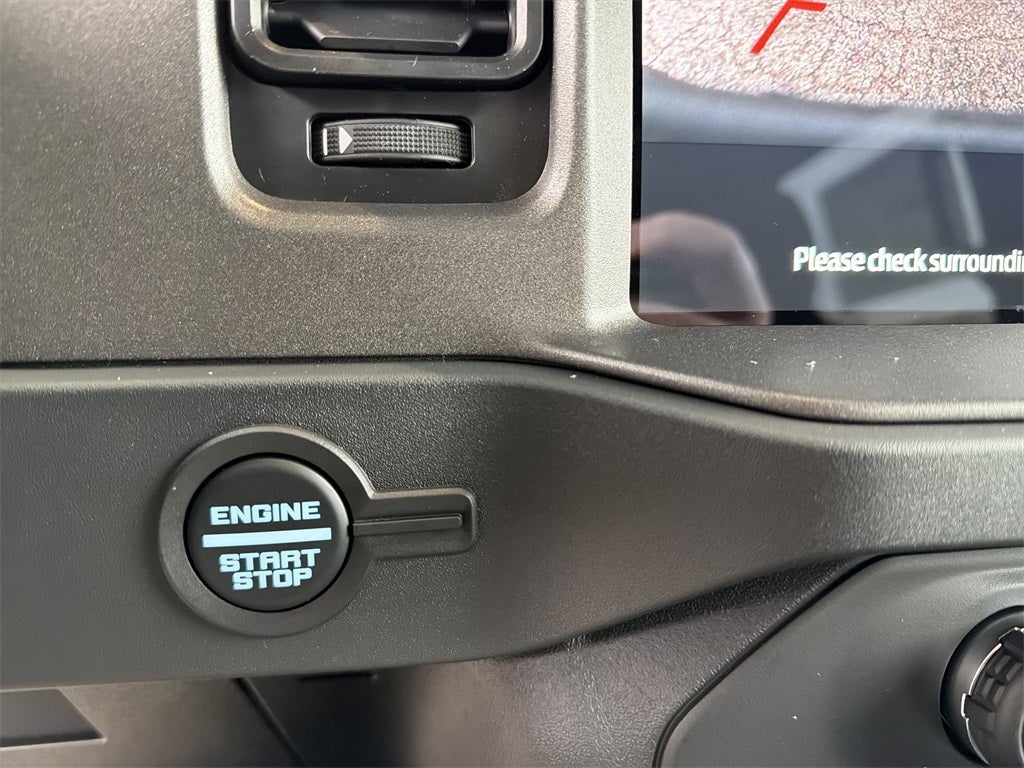 Please check surroundin
ENGINE
START
STOP